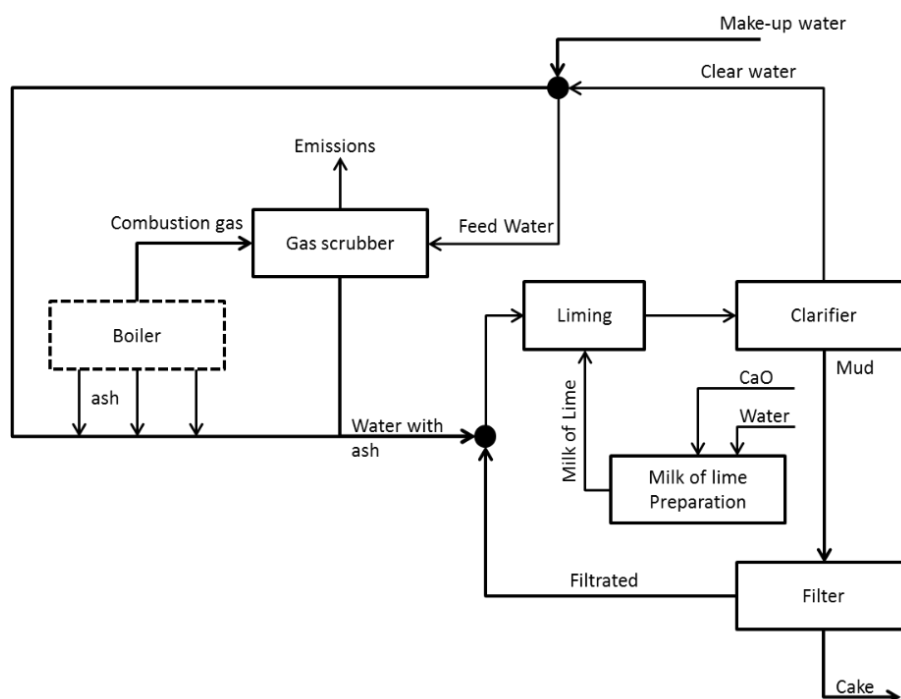 Make-up water
Clear water
Emissions
Combustion gas
Feed Water
Gas scrubber
Boiler
Liming
Clarifier
ash
Mud
CaO
Milk of Lime
Water
Water with
ash
Milk of lime
Preparation
Filtrated
Filter
Cake